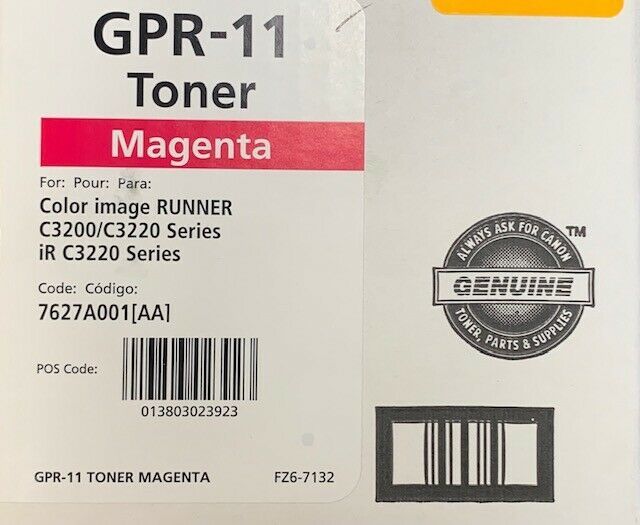 GPR-11
Toner
Magenta
For: Pour: Para:
Color image RUNNER
C3200/C3220 Series
iR C3220 Series
Code: Código:
7627A001[AA]
POS Code:
013803023923
GPR-11 TONER MAGENTA
FZ6-7132
ALWAYS ASK FOR CANON
TM
GENUINE
TONER, PARTS & SUPPLIES